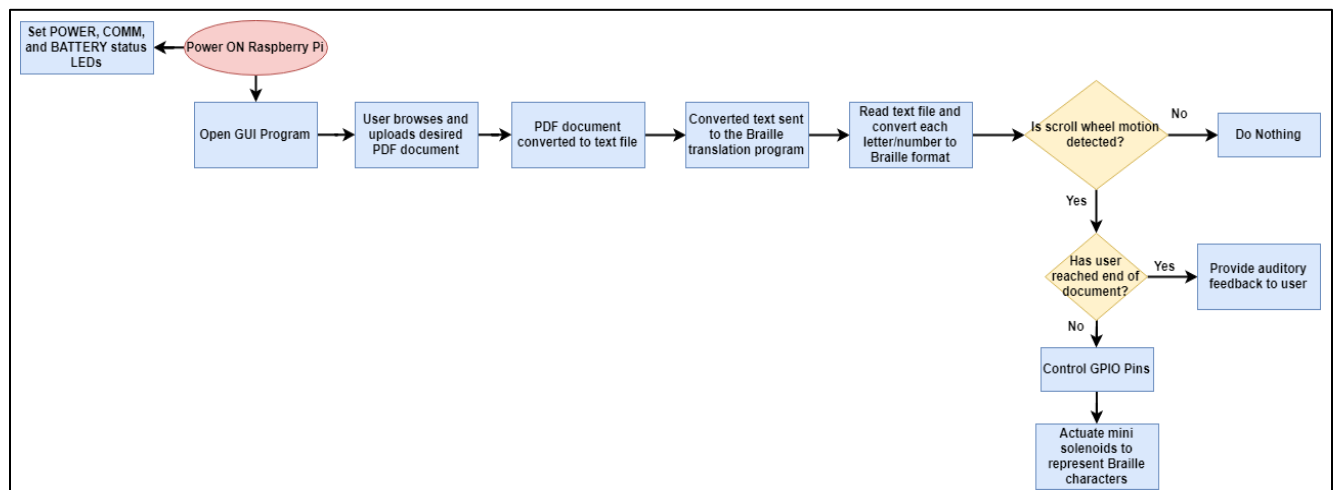 Set POWER, COMM,
and BATTERY status
LEDs
Power ON Raspberry Pi
Open GUI Program
User browses and
uploads desired
PDF document
PDF document
converted to text file
Converted text sent
to the Braille
translation program
Read text file and
convert each
letter/number to
Braille format
Is scroll wheel motion
detected?
No
Do Nothing
Yes
Has user
reached end of
document?
Yes
Provide auditory
feedback to user
No
Control GPIO Pins
Actuate mini
solenoids to
represent Braille
characters